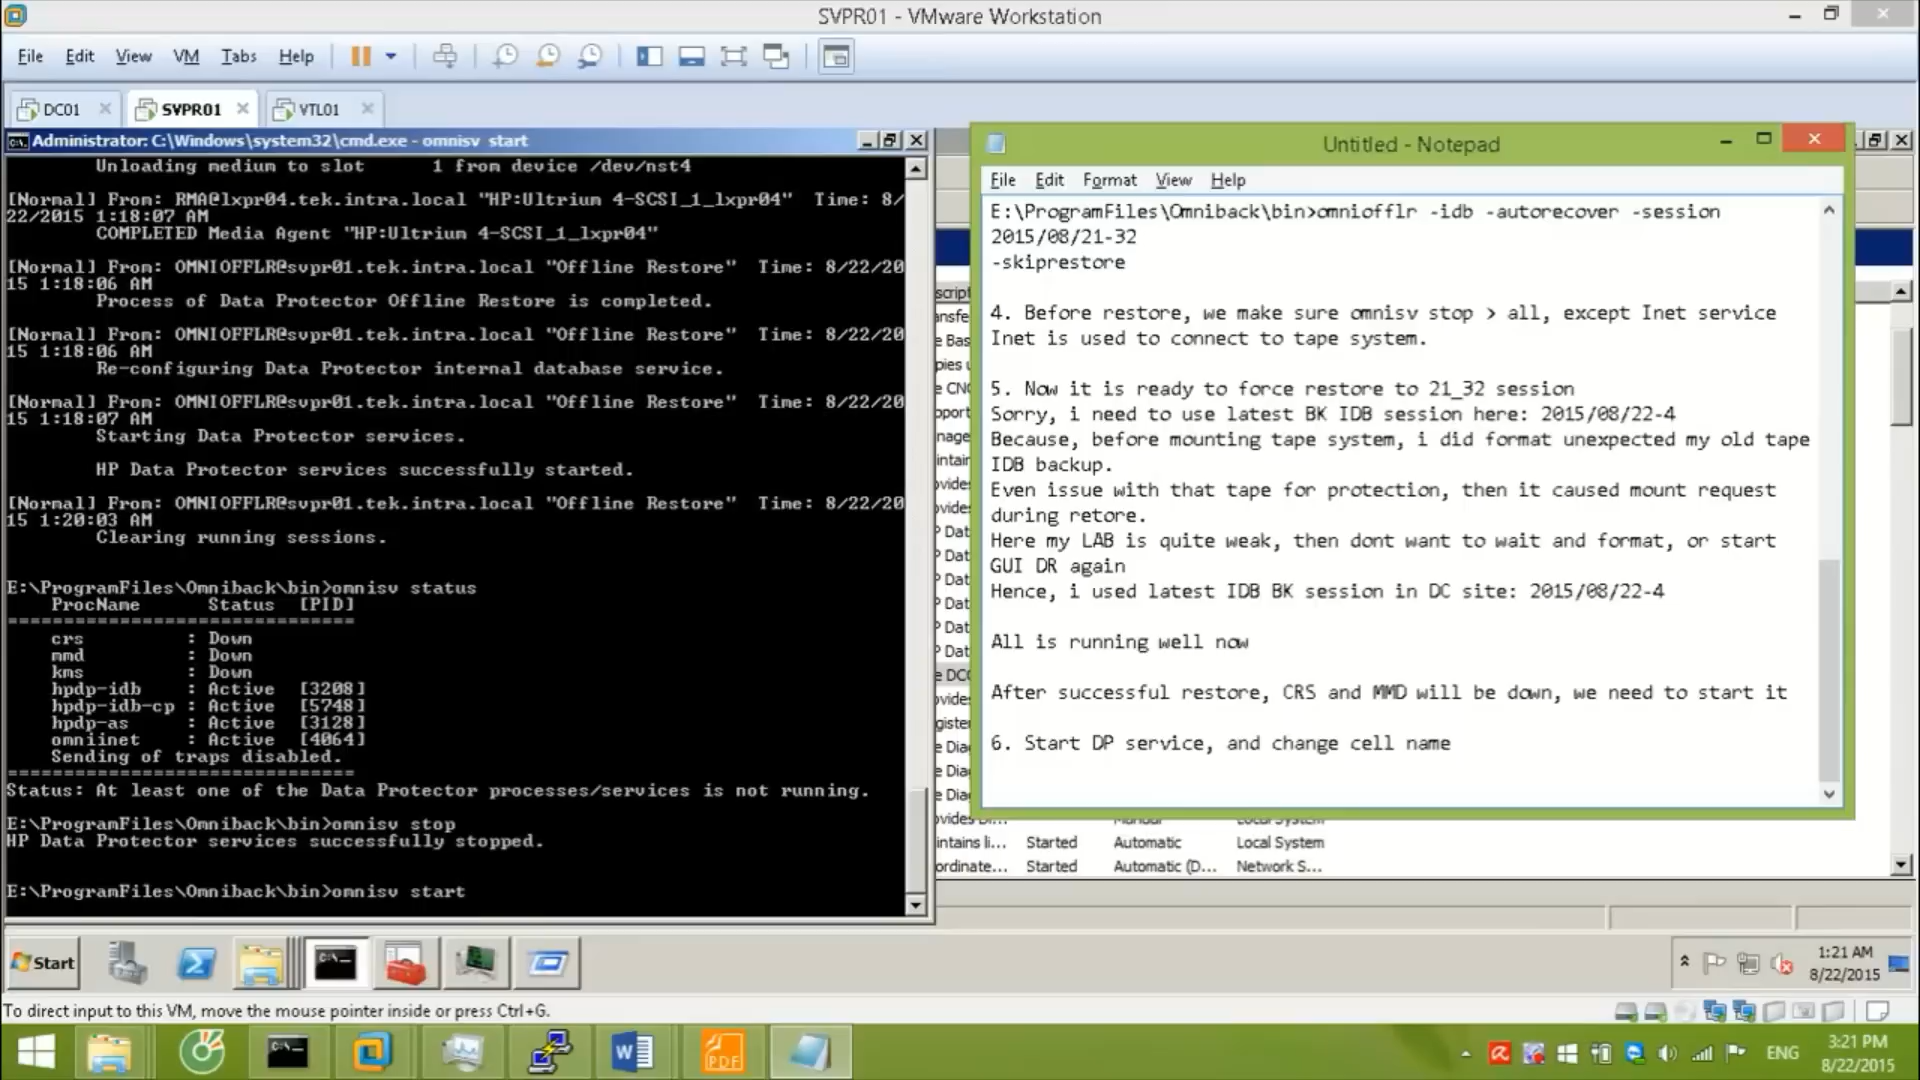 SVPR01 - VMware Workstation
File Edit View VM Tabs Help
DC01 SVPR01 VTL01
Administrator: C:\Windows\system32\cmd.exe - omnisv start
Unloading medium to slot 1 from device /dev/nst4
[Normal] From: RMA@lxpr04.tek.intra.local "HP:Ultrium 4-SCSI_1_lxpr04" Time: 8/
22/2015 1:18:07 AM
COMPLETED Media Agent "HP:Ultrium 4-SCSI_1_lxpr04"
[Normal] From: OMNIOFFLR@svpr01.tek.intra.local "Offline Restore" Time: 8/22/20
15 1:18:06 AM
Process of Data Protector Offline Restore is completed.
[Normal] From: OMNIOFFLR@svpr01.tek.intra.local "Offline Restore" Time: 8/22/20
15 1:18:06 AM
Re-configuring Data Protector internal database service.
[Normal] From: OMNIOFFLR@svpr01.tek.intra.local "Offline Restore" Time: 8/22/20
15 1:18:07 AM
Starting Data Protector services.
HP Data Protector services successfully started.
[Normal] From: OMNIOFFLR@svpr01.tek.intra.local "Offline Restore" Time: 8/22/20
15 1:20:03 AM
Clearing running sessions.
E:\ProgramFiles\Omniback\bin>omnisv status
ProcName Status [PID]
===============================
crs : Down
mmd : Down
kms : Down
hpdp-idb : Active [3208]
hpdp-idb-cp : Active [5748]
hpdp-as : Active [3128]
omniinet : Active [4064]
Sending of traps disabled.
===============================
Status: At least one of the Data Protector processes/services is not running.
E:\ProgramFiles\Omniback\bin>omnisv stop
HP Data Protector services successfully stopped.
E:\ProgramFiles\Omniback\bin>omnisv start
Untitled - Notepad
File Edit Format View Help
E:\ProgramFiles\Omniback\bin>omniofflr -idb -autorecover -session
2015/08/21-32
-skiprestore
4. Before restore, we make sure omnisv stop > all, except Inet service
Inet is used to connect to tape system.
5. Now it is ready to force restore to 21_32 session
Sorry, i need to use latest BK IDB session here: 2015/08/22-4
Because, before mounting tape system, i did format unexpected my old tape
IDB backup.
Even issue with that tape for protection, then it caused mount request
during retore.
Here my LAB is quite weak, then dont want to wait and format, or start
GUI DR again
Hence, i used latest IDB BK session in DC site: 2015/08/22-4
All is running well now
After successful restore, CRS and MMD will be down, we need to start it
6. Start DP service, and change cell name
intains li... Started Automatic Local System
ordinate... Started Automatic (D... Network S...
Start
1:21 AM
8/22/2015
To direct input to this VM, move the mouse pointer inside or press Ctrl+G.
ENG
3:21 PM
8/22/2015